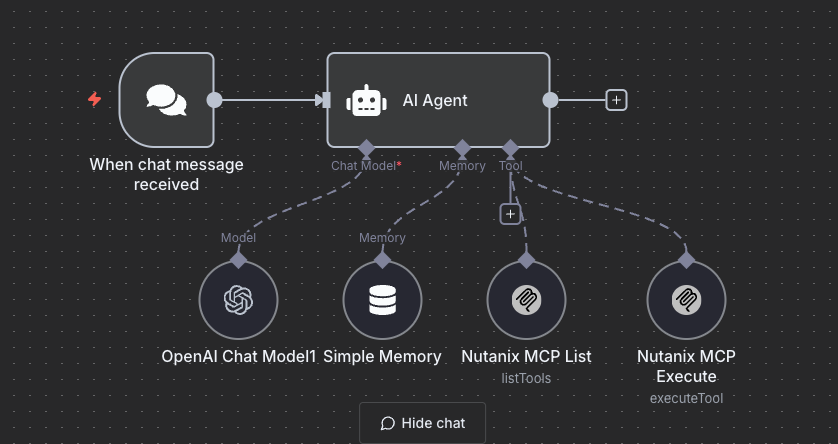 AI Agent
When chat message
received
Chat Model*
Memory
Tool
Model
Memory
OpenAI Chat Model1
Simple Memory
Nutanix MCP List
listTools
Nutanix MCP
Execute
executeTool
Hide chat